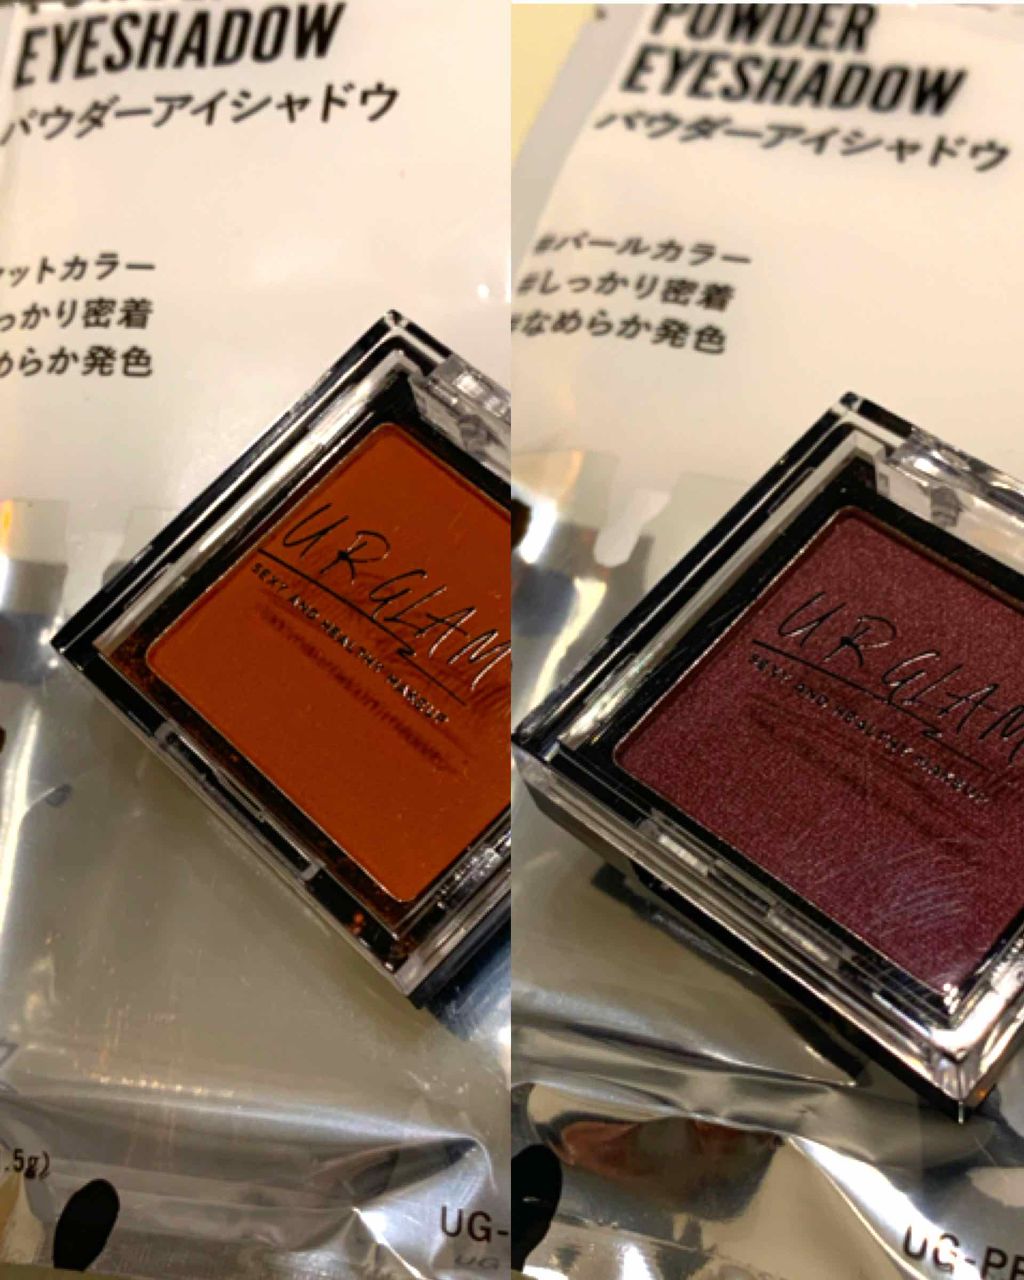 EYESHADOW
パウダーアイシャドウ
ットカラー
っかり密着
めらか発色
URGLAM
SEXY AND HEALTHY MAKEUP
.5g)
UG-
POWDER
EYESHADOW
パウダーアイシャドウ
#パールカラー
#しっかり密着
#なめらか発色
URGLAM
SEXY AND HEALTHY MAKEUP
UG-PE